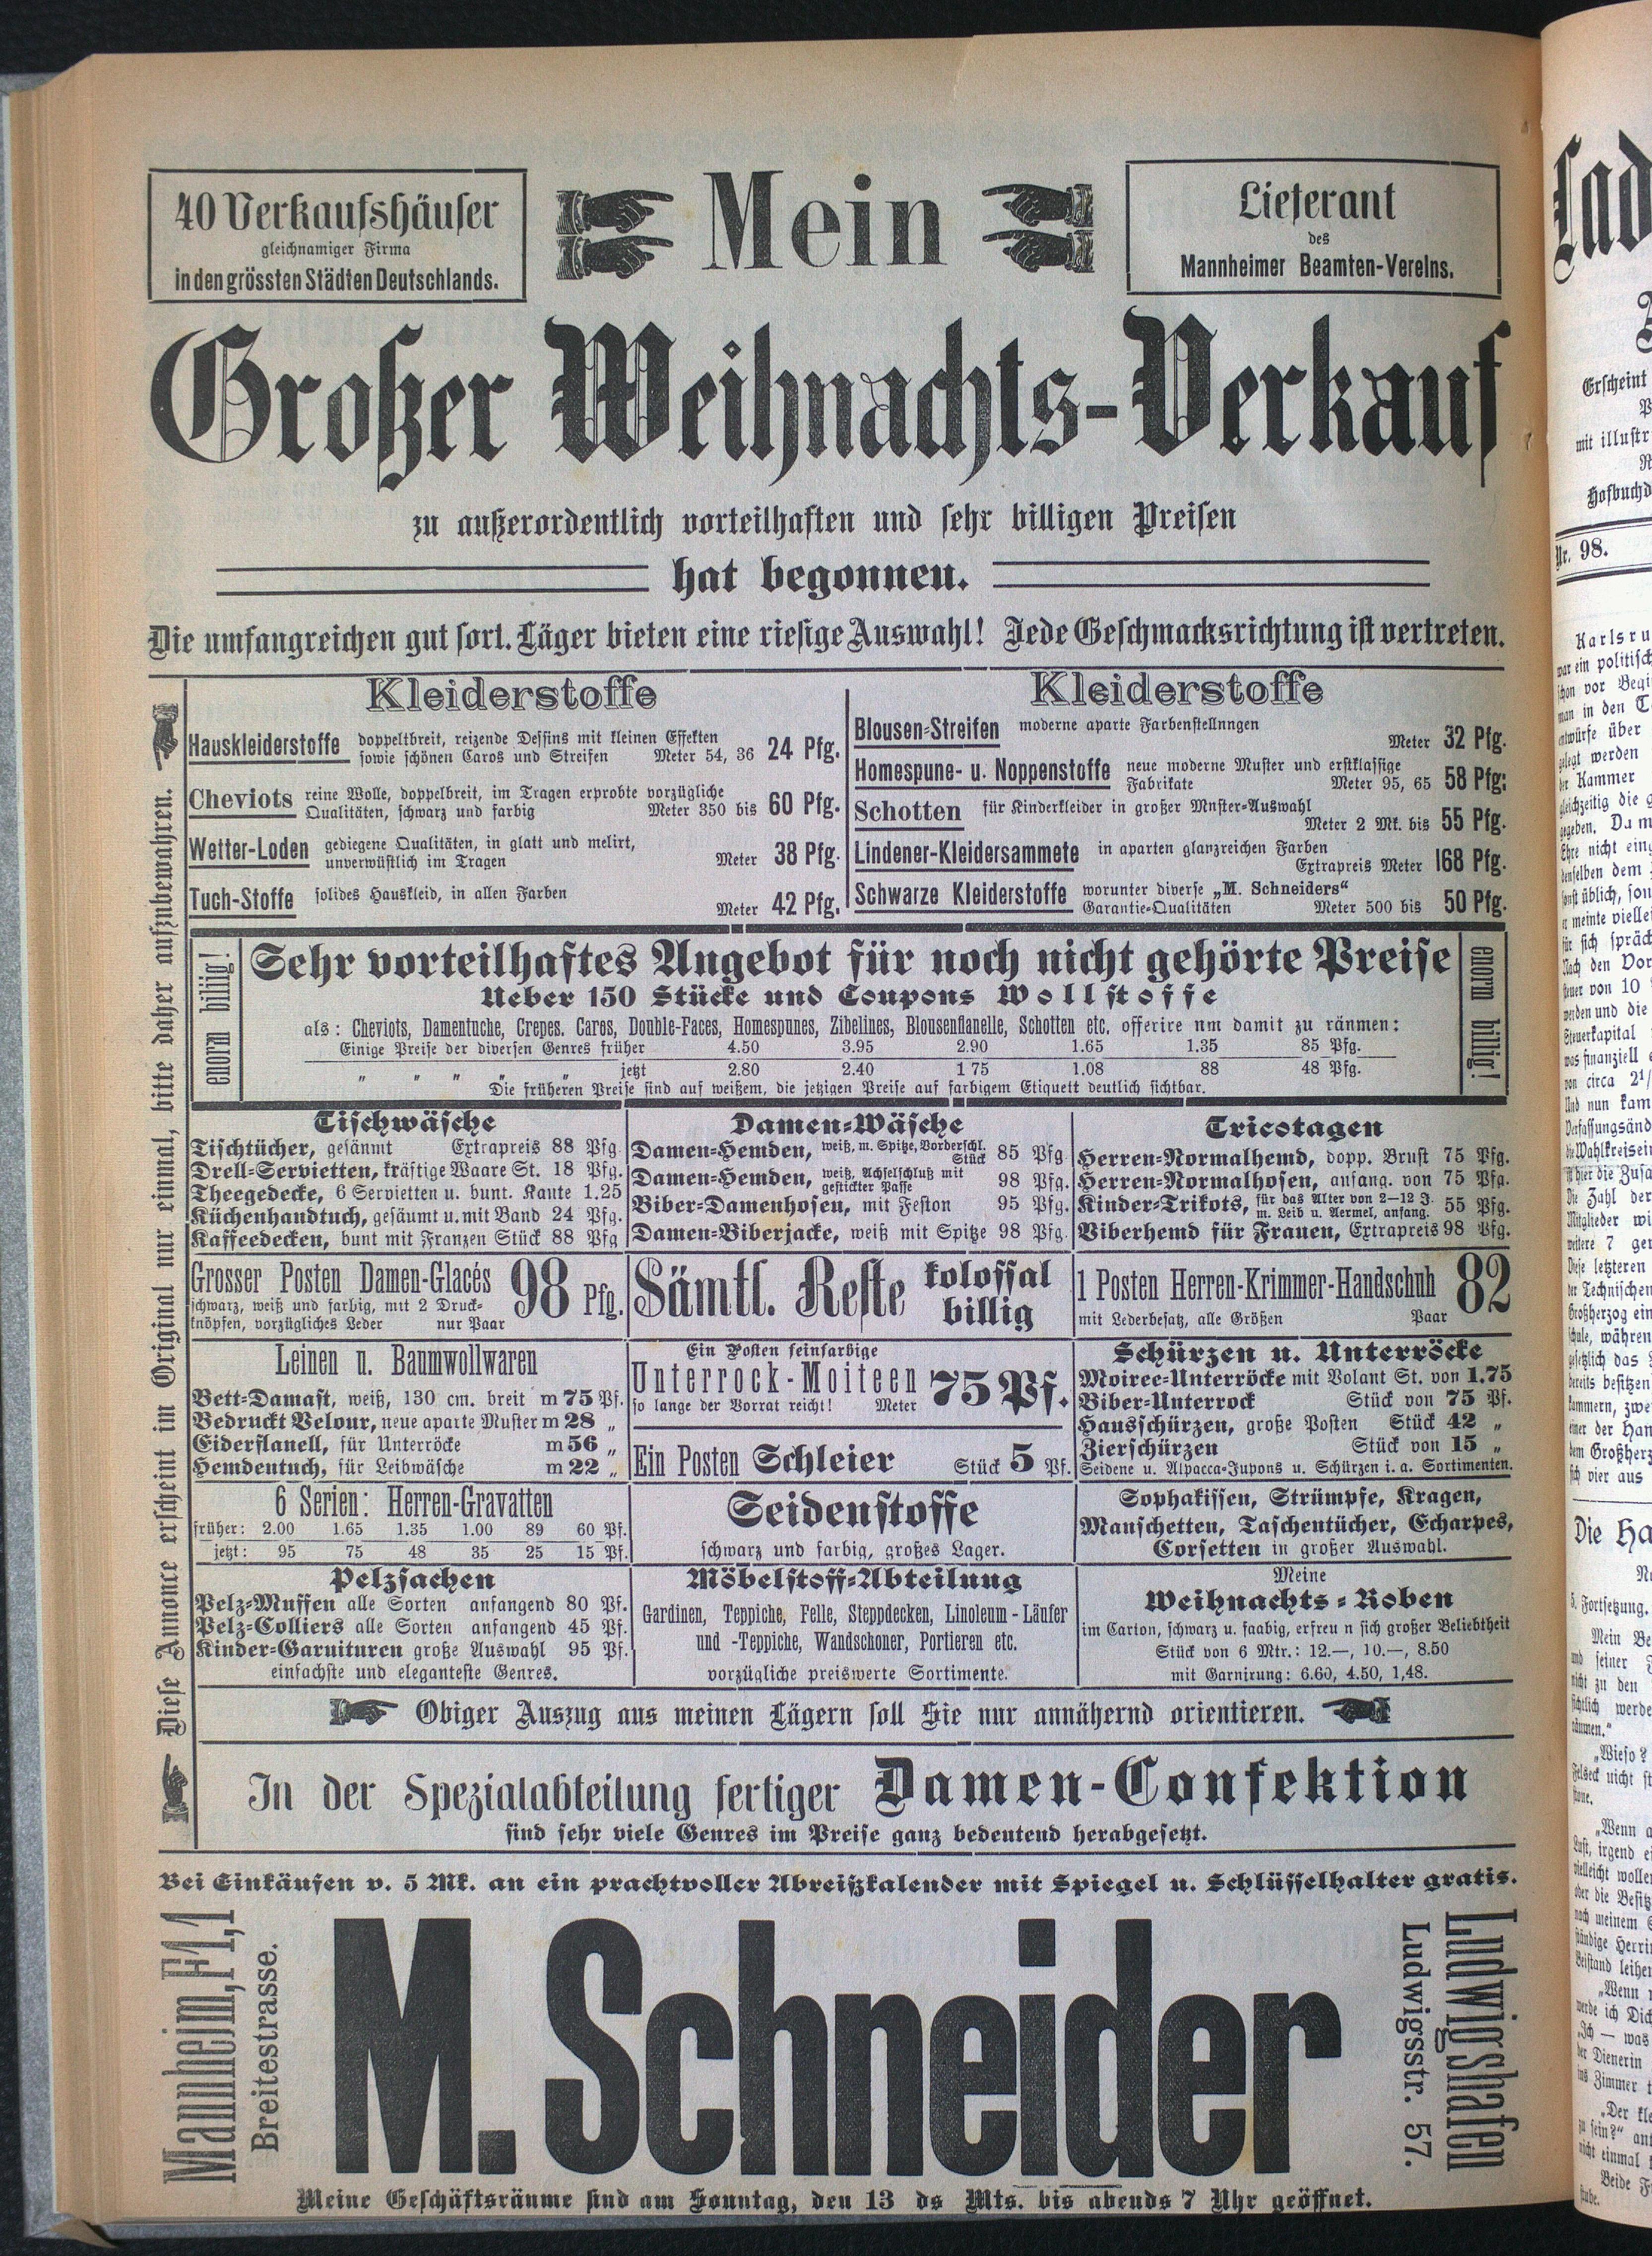 40 Verkaufshäuser
gleichnamiger Firma
in den grössten Städten Deutschlands.
Mein
Lieferant
des
Mannheimer Beamten-Vereins.
Großer Weihnachts-Verkauf
zu außerordentlich vorteilhaften und sehr billigen Preisen
hat begonnen.
Die umfangreichen gut sort. Läger bieten eine riesige Auswahl! Jede Geschmacksrichtung ist vertreten.
Diese Annonce erscheint im Original nur einmal, bitte daher aufzubewahren.
Kleiderstoffe
Hauskleiderstoffe doppeltbreit, reizende Dessins mit kleinen Effekten
sowie schönen Caros und Streifen Meter 54, 36 24 Pfg.
Cheviots reine Wolle, doppelbreit, im Tragen erprobte vorzügliche
Qualitäten, schwarz und farbig Meter 350 bis 60 Pfg.
Wetter-Loden gediegene Qualitäten, in glatt und melirt,
unverwüstlich im Tragen Meter 38 Pfg.
Tuch-Stoffe solides Hauskleid, in allen Farben
Meter 42 Pfg.
Kleiderstoffe
Blousen-Streifen moderne aparte Farbenstellnngen
Meter 32 Pfg.
Homespune- u. Noppenstoffe neue moderne Muster und erstklassige
Fabrikate Meter 95, 65 58 Pfg:
Schotten für Kinderkleider in großer Mnster-Auswahl
Meter 2 Mk. bis 55 Pfg.
Lindener-Kleidersammete in aparten glanzreichen Farben
Extrapreis Meter 168 Pfg.
Schwarze Kleiderstoffe worunter diverse „M. Schneiders“
Garantie-Qualitäten Meter 500 bis 50 Pfg.
enorm billig!
Sehr vorteilhaftes Angebot für noch nicht gehörte Preise
Ueber 150 Stücke und Coupons Wollstoffe
als: Cheviots, Damentuche, Crepes. Caros, Double-Faces, Homespunes, Zibelines, Blousenflanelle, Schotten etc. offerire nm damit zu ränmen:
Einige Preise der diversen Genres früher 4.50 3.95 2.90 1.65 1.35 85 Pfg.
„ „ „ „ jetzt 2.80 2.40 1 75 1.08 88 48 Pfg.
Die früheren Preise sind auf weißem, die jetzigen Preise auf farbigem Etiquett deutlich sichtbar.
enorm billig!
Tischwäsche
Tischtücher, gesänmt Extrapreis 88 Pfg
Drell-Servietten, kräftige Waare St. 18 Pfg.
Theegedecke, 6 Servietten u. bunt. Kante 1.25
Küchenhandtuch, gesäumt u. mit Band 24 Pfg.
Kaffeedecken, bunt mit Franzen Stück 88 Pfg
Damen-Wäsche
Damen-Hemden, weiß, m. Spitze, Vorderschl.
Stück 85 Pfg
Damen-Hemden, weiß, Achselschluß mit
gestickter Passe 98 Pfg.
Biber-Damenhosen, mit Feston 95 Pfg.
Damen-Biberjacke, weiß mit Spitze 98 Pfg.
Tricotagen
Herren-Normalhemd, dopp. Brust 75 Pfg.
Herren-Normalhosen, anfang. von 75 Pfg.
Kinder-Trikots, für das Alter von 2—12 J.
m. Leib u. Aermel, anfang. 55 Pfg.
Biberhemd für Frauen, Extrapreis 98 Pfg.
Grosser Posten Damen-Glacés
schwarz, weiß und farbig, mit 2 Druck-
knöpfen, vorzügliches Leder nur Paar
98 Pfg.
Sämtl. Reste kolossal
billig
1 Posten Herren-Krimmer-Handschuh
mit Lederbesatz, alle Größen Paar
82
Leinen u. Baumwollwaren
Bett-Damast, weiß, 130 cm. breit m 75 Pf.
Bedruckt Velour, neue aparte Muster m 28 „
Eiderflanell, für Unterröcke m 56 „
Hemdentuch, für Leibwäsche m 22 „
Ein Posten feinfarbige
Unterrock-Moiteen 75 Pf.
so lange der Vorrat reicht! Meter
Ein Posten Schleier Stück 5 Pf.
Schürzen u. Unterröcke
Moiree-Unterröcke mit Volant St. von 1.75
Biber-Unterrock Stück von 75 Pf.
Hausschürzen, große Posten Stück 42 „
Zierschürzen Stück von 15 „
Seidene u. Alpacca-Jupons u. Schürzen i. a. Sortimenten.
6 Serien: Herren-Gravatten
früher: 2.00 1.65 1.35 1.00 89 60 Pf.
jetzt: 95 75 48 35 25 15 Pf.
Seidenstoffe
schwarz und farbig, großes Lager.
Sophakissen, Strümpfe, Kragen,
Manschetten, Taschentücher, Echarpes,
Corsetten in großer Auswahl.
Pelzsachen
Pelz-Muffen alle Sorten anfangend 80 Pf.
Pelz-Colliers alle Sorten anfangend 45 Pf.
Kinder-Garnituren große Auswahl 95 Pf.
einfachste und eleganteste Genres.
Möbelstoff-Abteilung
Gardinen, Teppiche, Felle, Steppdecken, Linoleum-Läufer
und -Teppiche, Wandschoner, Portieren etc.
vorzügliche preiswerte Sortimente.
Meine
Weihnachts-Roben
im Carton, schwarz u. faabig, erfreu n sich großer Beliebtheit
Stück von 6 Mtr.: 12.—, 10.—, 8.50
mit Garnirung: 6.60, 4.50, 1,48.
Obiger Auszug aus meinen Lägern soll Sie nur annähernd orientieren.
In der Spezialabteilung fertiger Damen-Confektion
sind sehr viele Genres im Preise ganz bedeutend herabgesetzt.
Bei Einkäufen v. 5 Mk. an ein prachtvoller Abreißkalender mit Spiegel u. Schlüsselhalter gratis.
Mannheim, F 1, 1
Breitestrasse.
M. Schneider
Ludwigshafen
Ludwigsstr. 57.
Meine Geschäftsräume sind am Sonntag, den 13 ds Mts. bis abends 7 Uhr geöffnet.
Erscheint
mit illustr
Hofbuchd
Nr. 98.